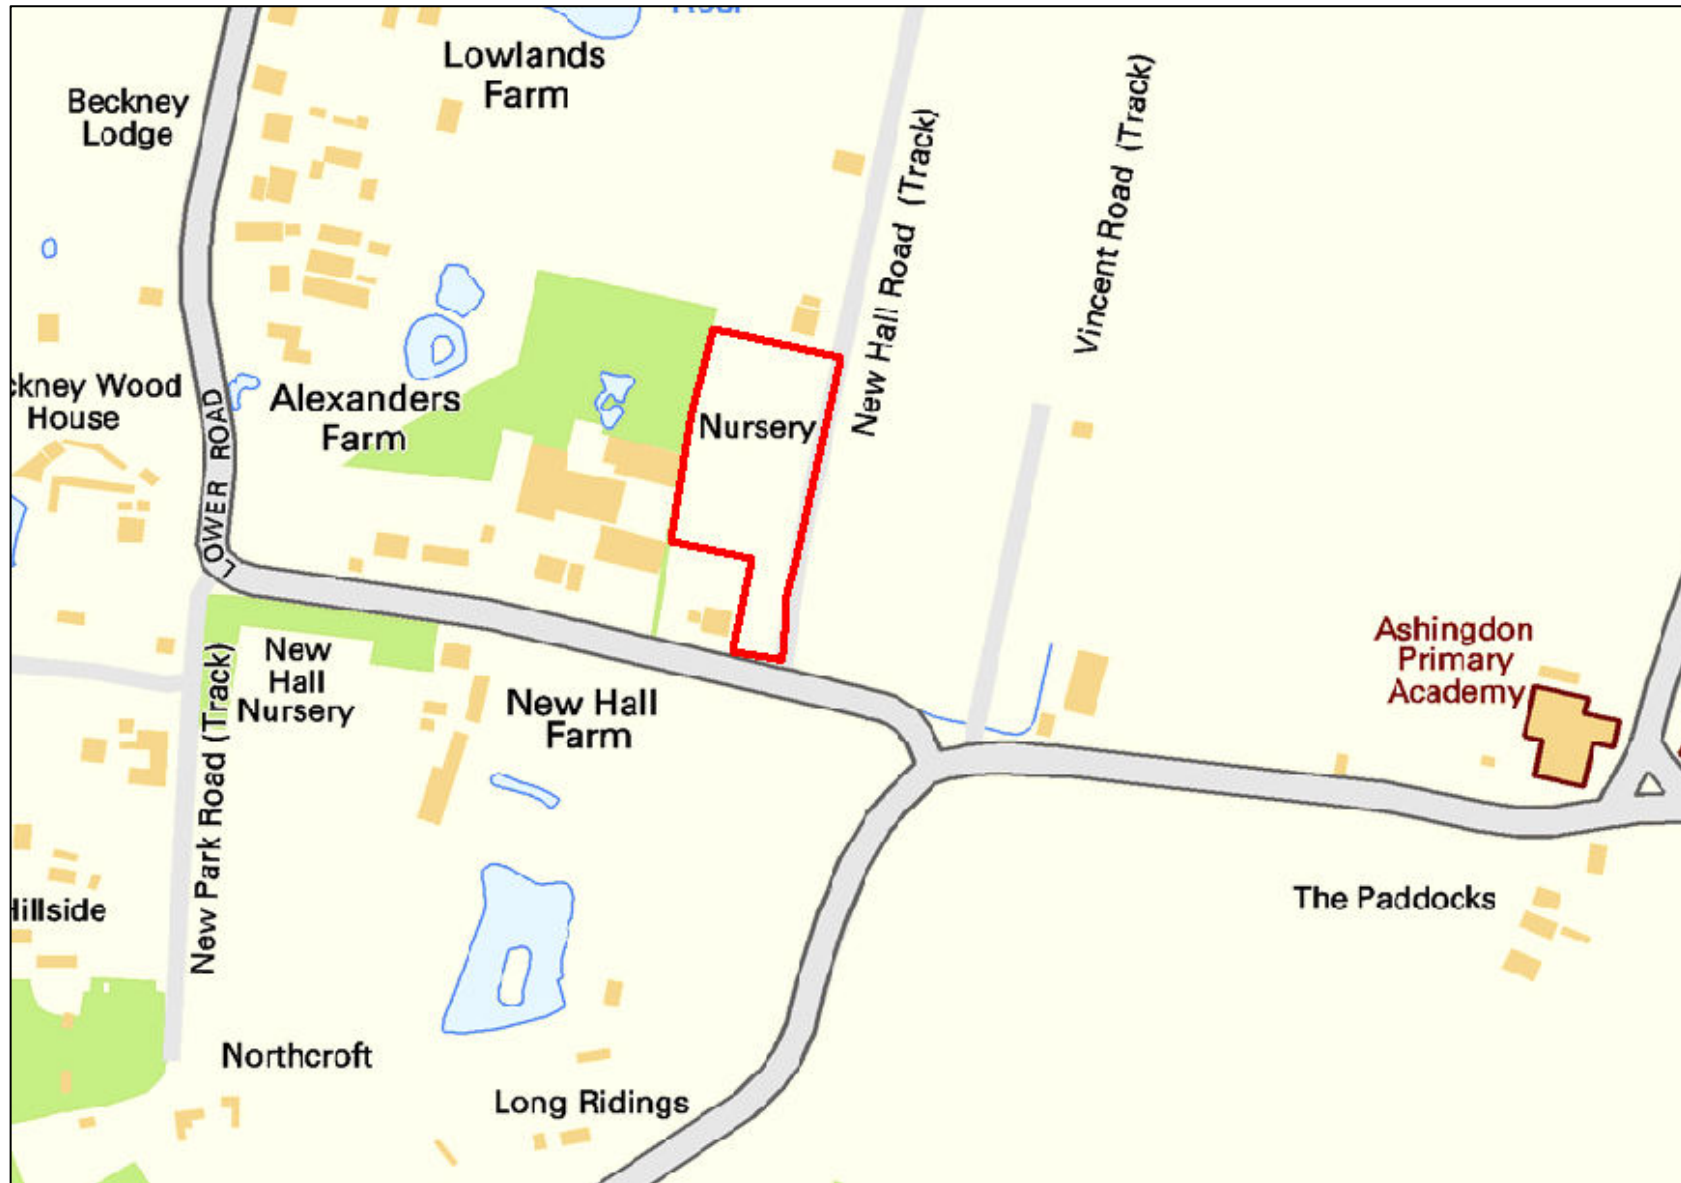 Lowlands
Farm
Beckney
Lodge
New Hall Road (Track)
Vincent Road (Track)
ckney Wood
House
LOWER ROAD
Alexanders
Farm
Nursery
New
Hall
Nursery
New Hall
Farm
Ashingdon
Primary
Academy
New Park Road (Track)
The Paddocks
Hillside
Northcroft
Long Ridings